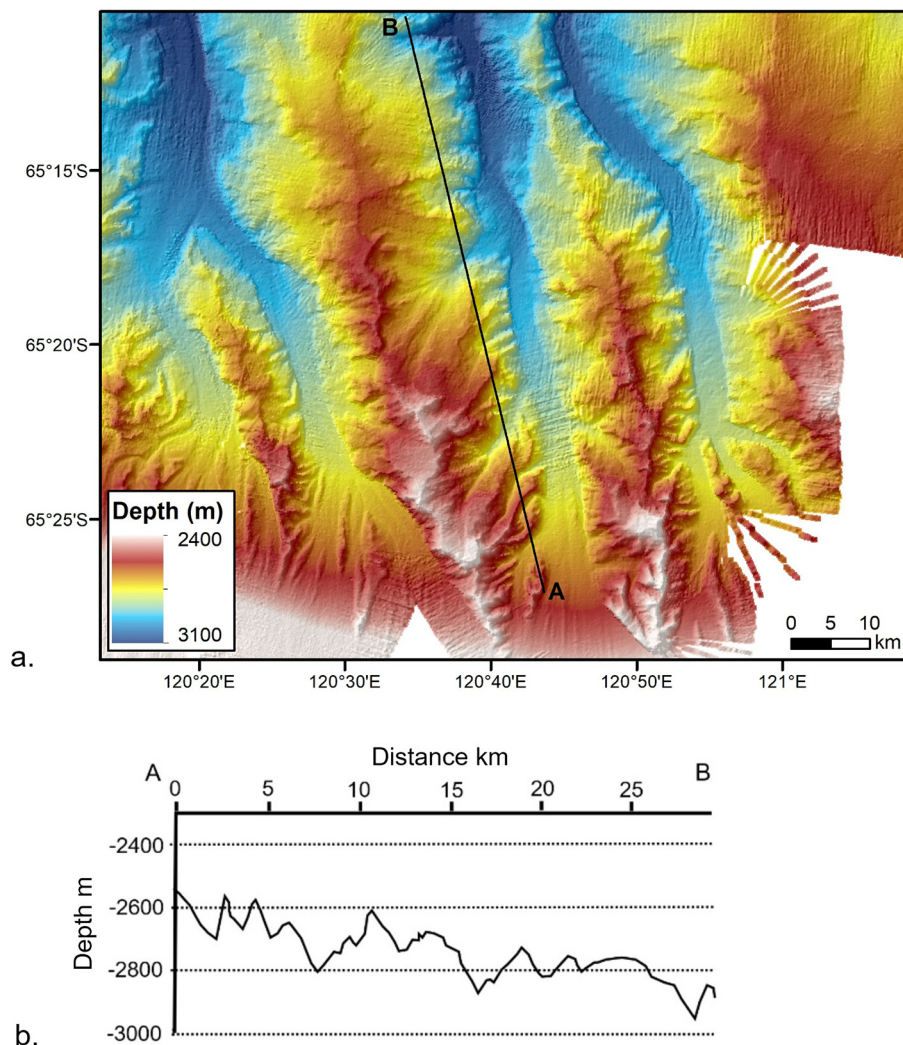 B
65°15'S
65°20'S
65°25'S
A
Depth (m)
2400
3100
0 5 10
km
a.
120°20'E 120°30'E 120°40'E 120°50'E 121°E
Distance km
A B
0 5 10 15 20 25
Depth m
-2400
-2600
-2800
-3000
b.